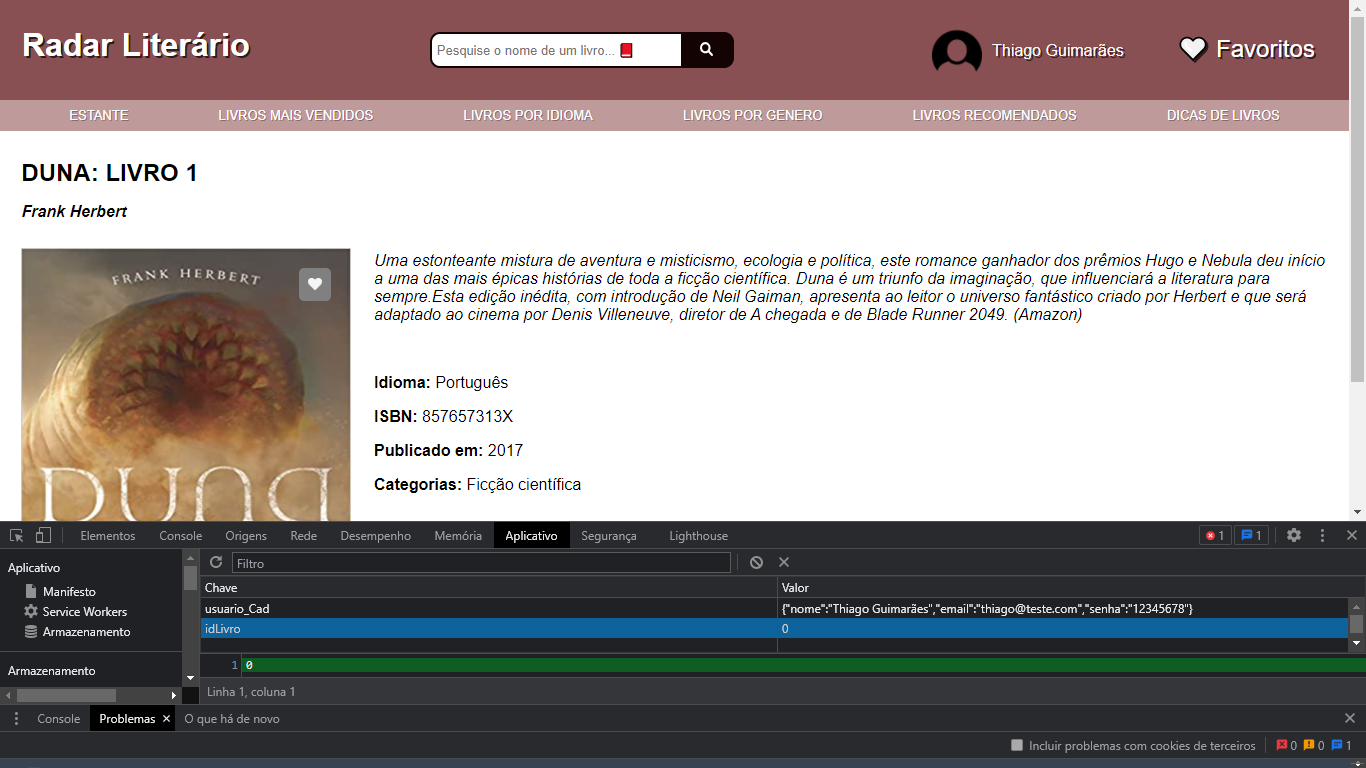 Radar Literário
Pesquise o nome de um livro...
Thiago Guimarães
Favoritos
ESTANTE
LIVROS MAIS VENDIDOS
LIVROS POR IDIOMA
LIVROS POR GENERO
LIVROS RECOMENDADOS
DICAS DE LIVROS
DUNA: LIVRO 1
Frank Herbert
FRANK HERBERT
DUNA
Uma estonteante mistura de aventura e misticismo, ecologia e política, este romance ganhador dos prêmios Hugo e Nebula deu início
a uma das mais épicas histórias de toda a ficção científica. Duna é um triunfo da imaginação, que influenciará a literatura para
sempre.Esta edição inédita, com introdução de Neil Gaiman, apresenta ao leitor o universo fantástico criado por Herbert e que será
adaptado ao cinema por Denis Villeneuve, diretor de A chegada e de Blade Runner 2049. (Amazon)
Idioma: Português
ISBN: 857657313X
Publicado em: 2017
Categorias: Ficção científica
Elementos
Console
Origens
Rede
Desempenho
Memória
Aplicativo
Segurança
Lighthouse
1
1
Aplicativo
Manifesto
Service Workers
Armazenamento
Armazenamento
Filtro
Chave
Valor
usuario_Cad
{"nome":"Thiago Guimarães","email":"thiago@teste.com","senha":"12345678"}
idLivro
0
1 0
Linha 1, coluna 1
Console
Problemas
O que há de novo
Incluir problemas com cookies de terceiros
0
0
1